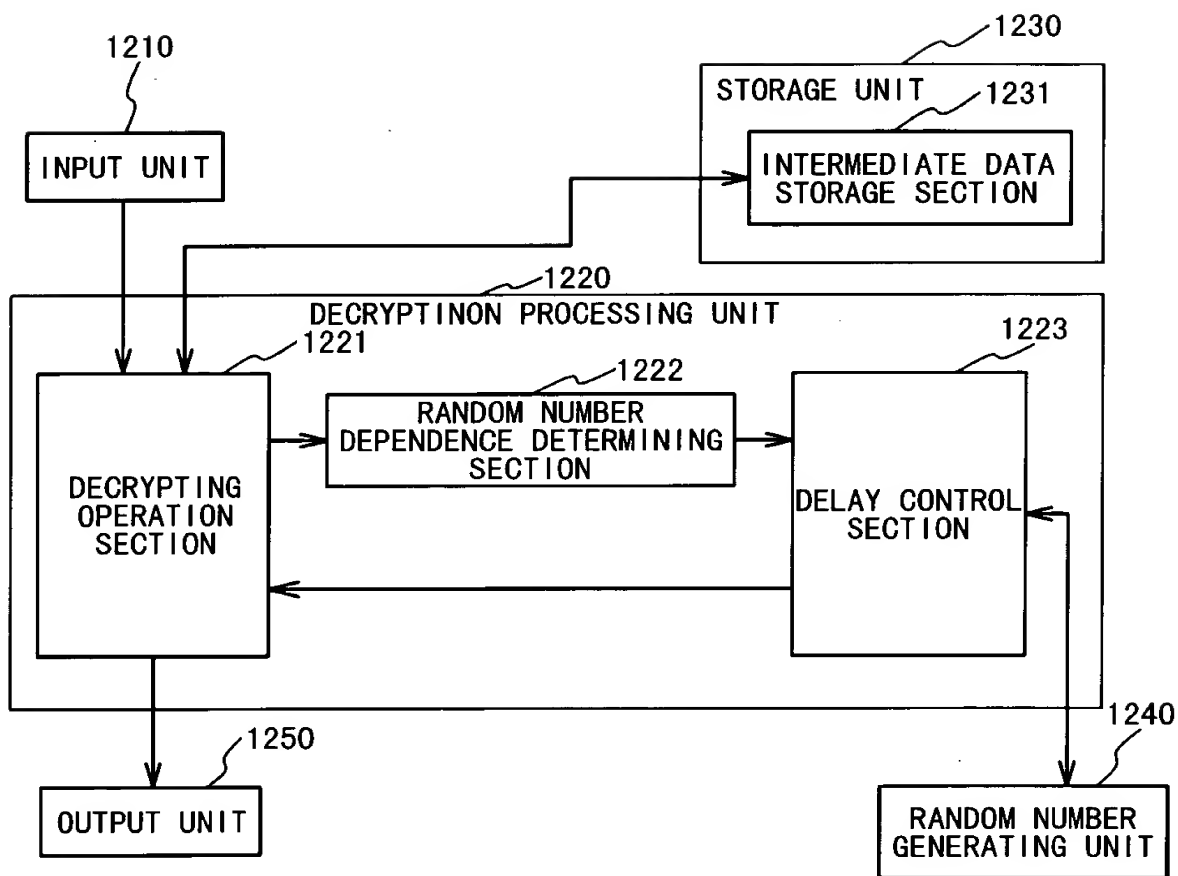 1210
INPUT UNIT
1230
STORAGE UNIT
1231
INTERMEDIATE DATA
STORAGE SECTION
1220
DECRYPTINON PROCESSING UNIT
1221
DECRYPTING
OPERATION
SECTION
1222
RANDOM NUMBER
DEPENDENCE DETERMINING
SECTION
1223
DELAY CONTROL
SECTION
1250
OUTPUT UNIT
1240
RANDOM NUMBER
GENERATING UNIT